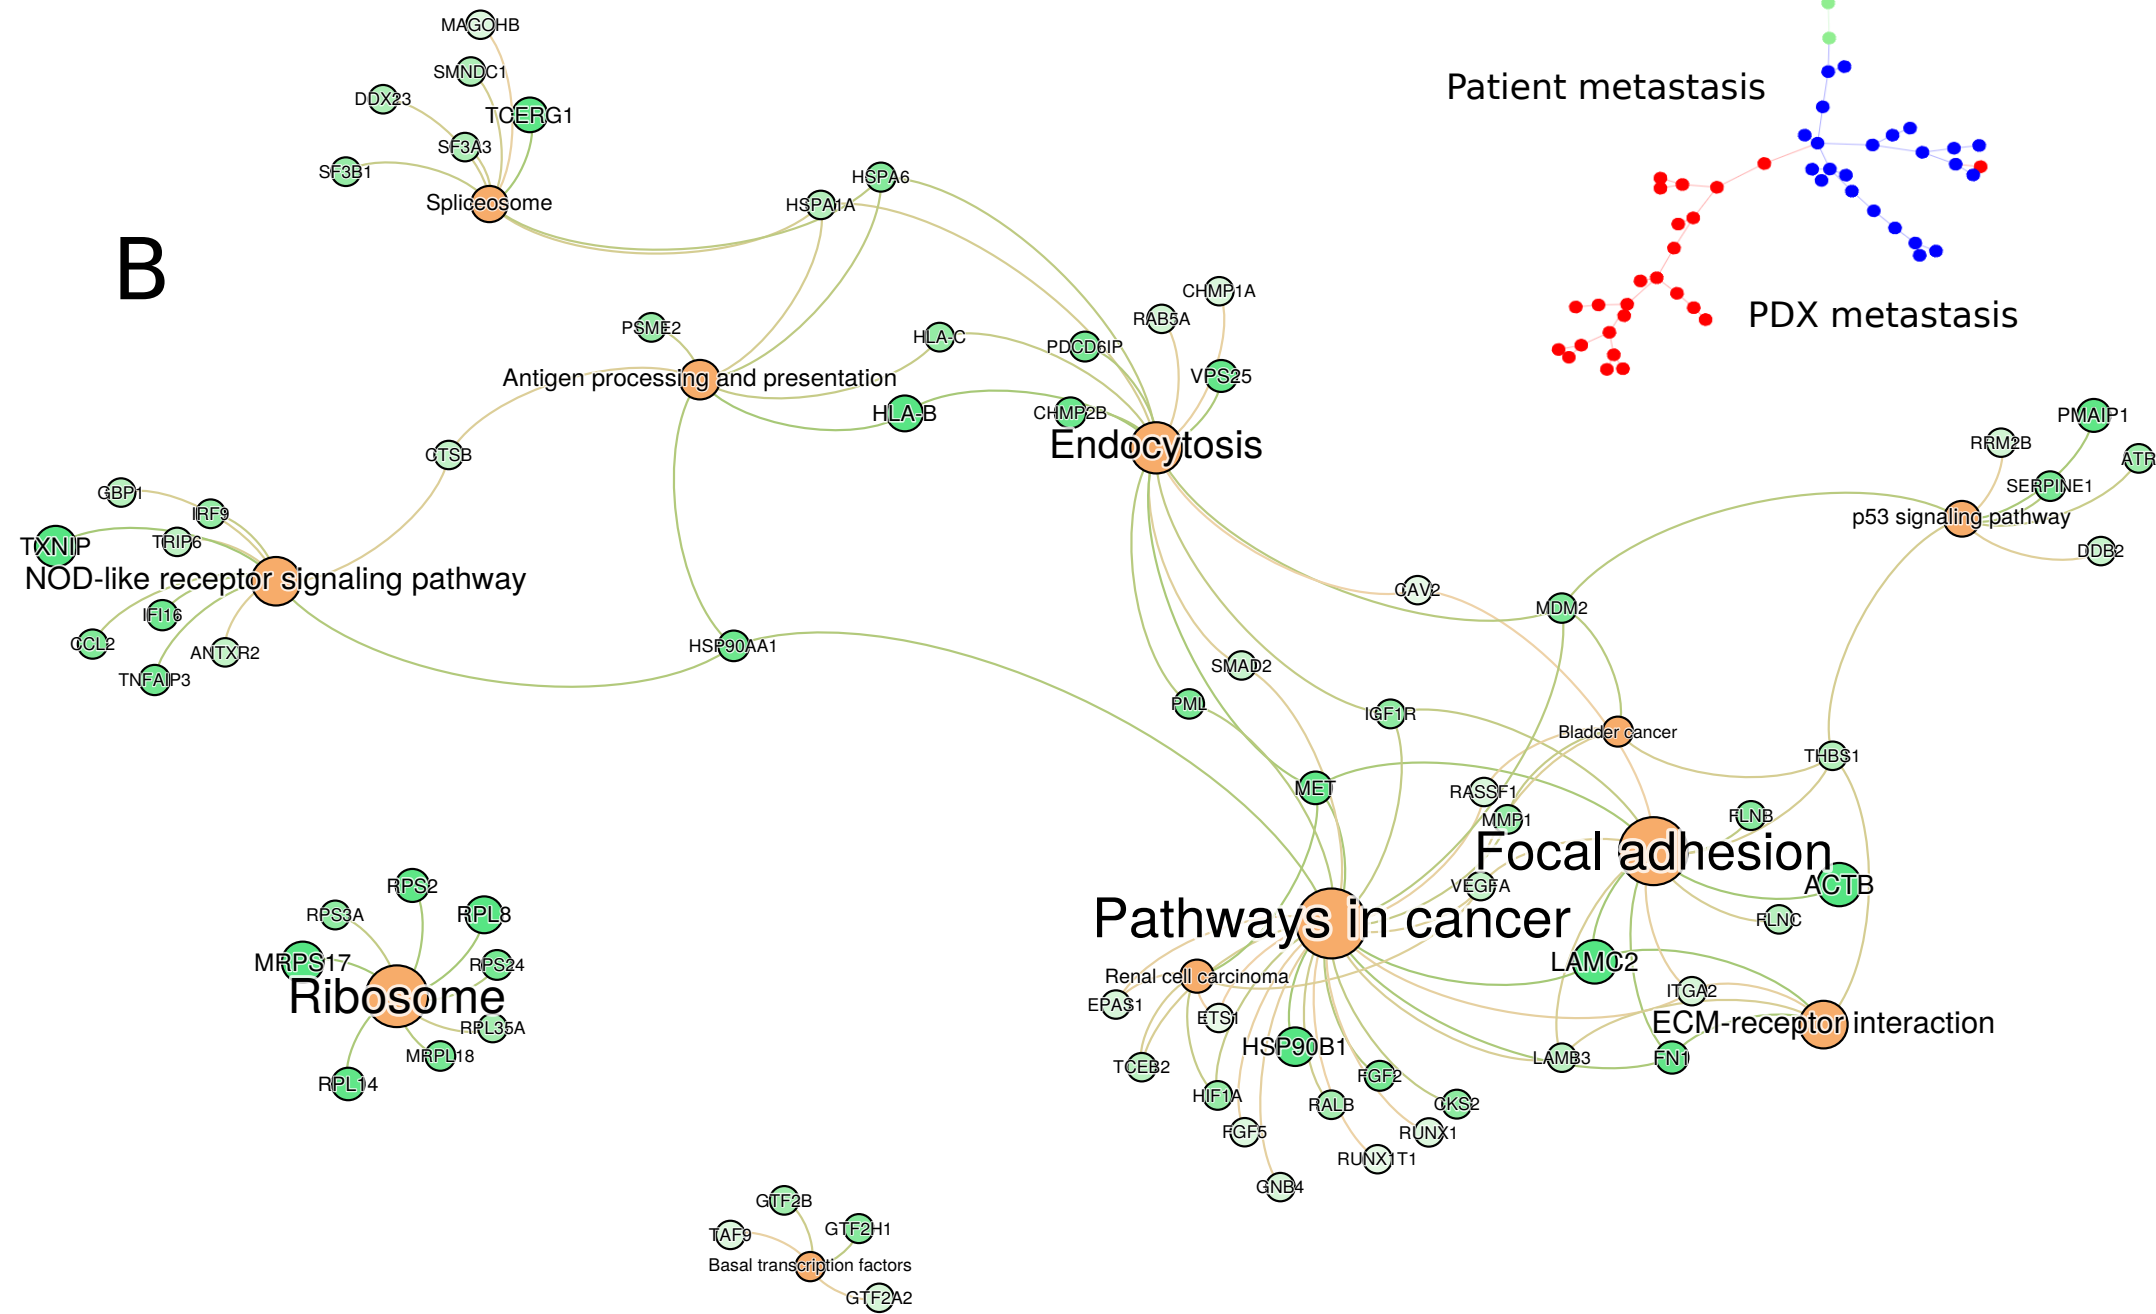 MAGOHB
SMNDC1
DDX23
TCERG1
SF3A3
SF3B1
Spliceosome
HSPA6
HSPA1A
Patient metastasis
PDX metastasis
B
CHMP1A
RAB5A
PSME2
HLA-C
PDCD6IP
VPS25
Antigen processing and presentation
HLA-B
CHMP2B
Endocytosis
PMAIP1
RRM2B
ATR
SERPINE1
p53 signaling pathway
DDB2
CTSB
GBP1
IRF9
TXNIP
TRIP6
NOD-like receptor signaling pathway
IFI16
CCL2
ANTXR2
TNFAIP3
HSP90AA1
CAV2
MDM2
SMAD2
PML
IGF1R
Bladder cancer
THBS1
MET
RASSF1
MMP1
FLNB
Focal adhesion
VEGFA
ACTB
Pathways in cancer
FLNC
LAMC2
Renal cell carcinoma
ITGA2
EPAS1
ETS1
ECM-receptor interaction
HSP90B1
LAMB3
FN1
TCEB2
FGF2
HIF1A
RALB
CKS2
FGF5
RUNX1
RUNX1T1
GNB4
RPS2
RPS3A
RPL8
MRPS17
RPS24
Ribosome
RPL35A
MRPL18
RPL14
GTF2B
TAF9
GTF2H1
Basal transcription factors
GTF2A2